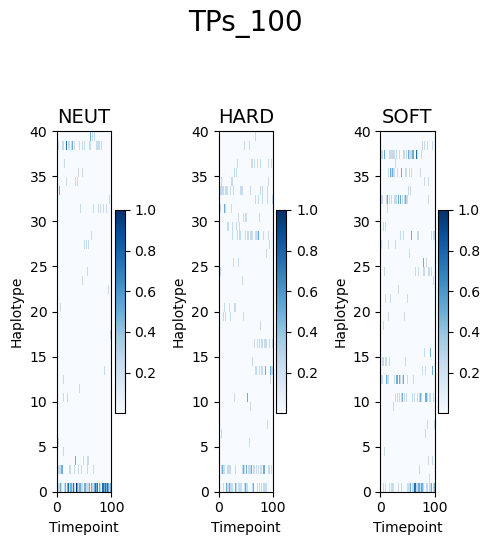 TPs_100
NEUT HARD SOFT
40 40 40
35 35 35
30 30 30
25 25 25
20 20 20
15 15 15
10 10 10
5 5 5
0 0 0
1.0 1.0 1.0
0.8 0.8 0.8
0.6 0.6 0.6
0.4 0.4 0.4
0.2 0.2 0.2
Haplotype Haplotype Haplotype
0 100 0 100 0 100
Timepoint Timepoint Timepoint